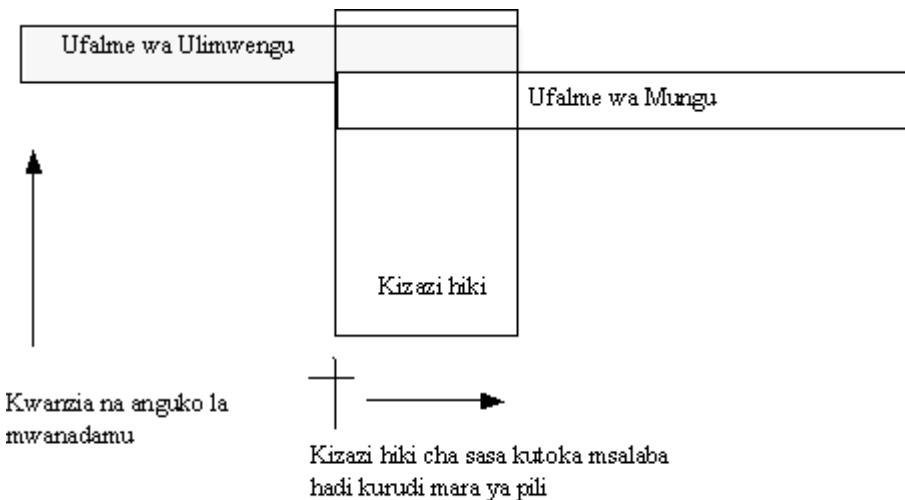 Ufalme wa Ulimwengu
Ufalme wa Mungu
Kizazi hiki
Kwanzia na anguko la
mwanadamu
Kizazi hiki cha sasa kutoka msalaba
hadi kurudi mara ya pili